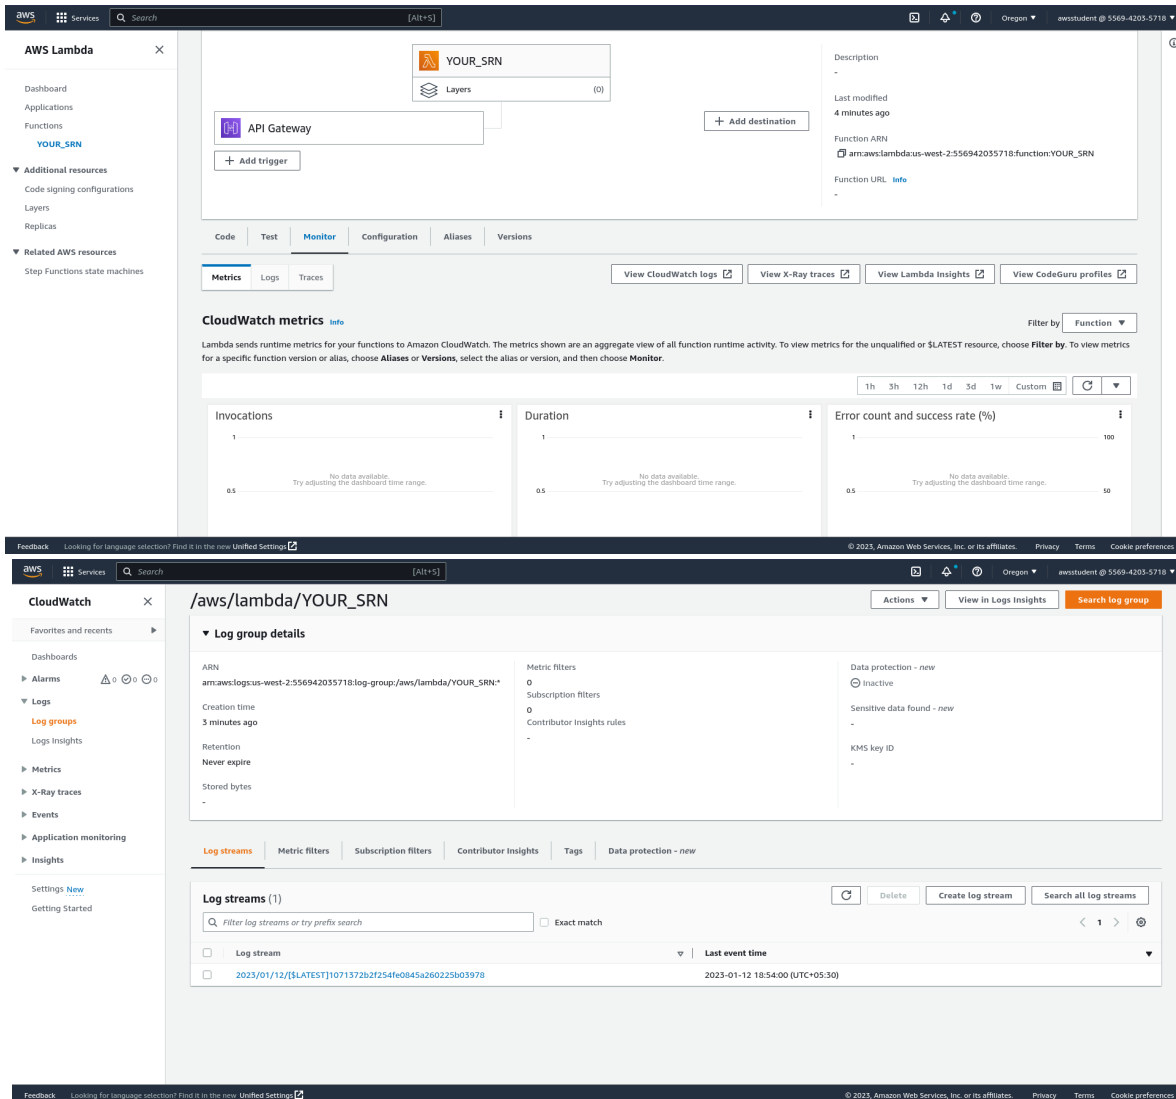 aws Services Search [Alt+S] Oregon ▼ awsstudent @ 5569-4203-5718 ▼
AWS Lambda
Dashboard
Applications
Functions
YOUR_SRN
Additional resources
Code signing configurations
Layers
Replicas
Related AWS resources
Step Functions state machines
YOUR_SRN
Layers (0)
API Gateway
+ Add trigger
+ Add destination
Description
-
Last modified
4 minutes ago
Function ARN
arn:aws:lambda:us-west-2:556942035718:function:YOUR_SRN
Function URL Info
-
Code Test Monitor Configuration Aliases Versions
Metrics Logs Traces
View CloudWatch logs View X-Ray traces View Lambda Insights View CodeGuru profiles
CloudWatch metrics Info
Filter by Function ▼
Lambda sends runtime metrics for your functions to Amazon CloudWatch. The metrics shown are an aggregate view of all function runtime activity. To view metrics for the unqualified or $LATEST resource, choose Filter by. To view metrics
for a specific function version or alias, choose Aliases or Versions, select the alias or version, and then choose Monitor.
1h 3h 12h 1d 3d 1w Custom
Invocations
1
No data available.
Try adjusting the dashboard time range.
0.5
Duration
1
No data available.
Try adjusting the dashboard time range.
0.5
Error count and success rate (%)
1 100
No data available.
Try adjusting the dashboard time range.
0.5 50
Feedback Looking for language selection? Find it in the new Unified Settings © 2023, Amazon Web Services, Inc. or its affiliates. Privacy Terms Cookie preferences
aws Services Search [Alt+S] Oregon ▼ awsstudent @ 5569-4203-5718 ▼
CloudWatch
Favorites and recents
Dashboards
Alarms 0 0 0
Logs
Log groups
Logs Insights
Metrics
X-Ray traces
Events
Application monitoring
Insights
Settings New
Getting Started
/aws/lambda/YOUR_SRN
Actions ▼ View in Logs Insights Search log group
Log group details
ARN
arn:aws:logs:us-west-2:556942035718:log-group:/aws/lambda/YOUR_SRN:*
Creation time
3 minutes ago
Retention
Never expire
Stored bytes
-
Metric filters
0
Subscription filters
0
Contributor Insights rules
-
Data protection - new
Inactive
Sensitive data found - new
-
KMS key ID
-
Log streams Metric filters Subscription filters Contributor Insights Tags Data protection - new
Log streams (1)
Delete Create log stream Search all log streams
Filter log streams or try prefix search Exact match < 1 >
Log stream Last event time
2023/01/12/[$LATEST]1071372b2f254fe0845a260225b03978 2023-01-12 18:54:00 (UTC+05:30)
Feedback Looking for language selection? Find it in the new Unified Settings © 2023, Amazon Web Services, Inc. or its affiliates. Privacy Terms Cookie preferences